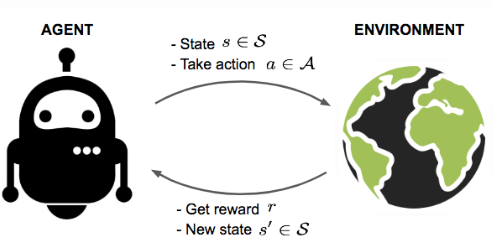 AGENT
ENVIRONMENT
- State s ∈ 𝒮
- Take action a ∈ 𝒜
- Get reward r
- New state s′ ∈ 𝒮